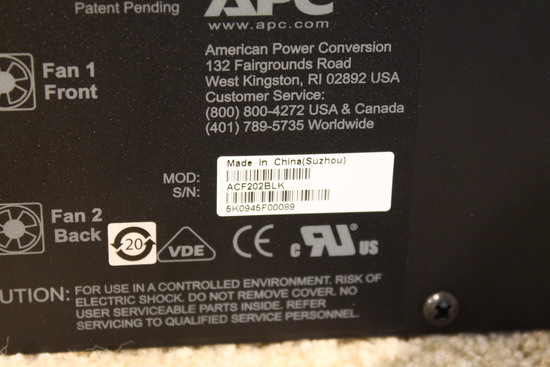 Patent Pending
APC
www.apc.com
American Power Conversion
132 Fairgrounds Road
West Kingston, RI 02892 USA
Customer Service:
(800) 800-4272 USA & Canada
(401) 789-5735 Worldwide
Fan 1
Front
Made in China(Suzhou)
MOD:
ACF202BLK
S/N:
5K0945F00089
Fan 2
Back
20
VDE
CE
c RU US
UTION: FOR USE IN A CONTROLLED ENVIRONMENT. RISK OF
ELECTRIC SHOCK. DO NOT REMOVE COVER. NO
USER SERVICEABLE PARTS INSIDE. REFER
SERVICING TO QUALIFIED SERVICE PERSONNEL.